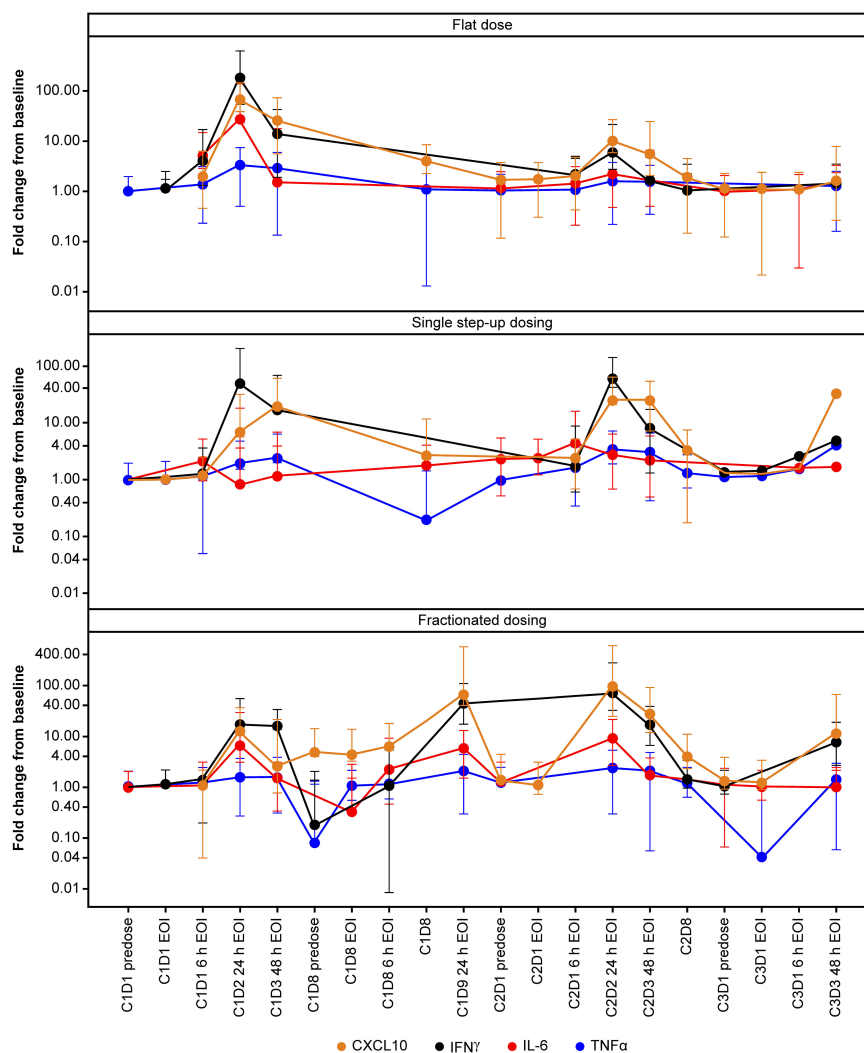 Flat dose
Fold change from baseline
100.00
10.00
1.00
0.10
0.01
Single step-up dosing
Fold change from baseline
100.00
40.00
10.00
4.00
1.00
0.40
0.10
0.04
0.01
Fractionated dosing
Fold change from baseline
400.00
100.00
40.00
10.00
4.00
1.00
0.40
0.10
0.04
0.01
C1D1 predose
C1D1 EOI
C1D1 6 h EOI
C1D2 24 h EOI
C1D3 48 h EOI
C1D8 predose
C1D8 EOI
C1D8 6 h EOI
C1D8
C1D9 24 h EOI
C2D1 predose
C2D1 EOI
C2D1 6 h EOI
C2D2 24 h EOI
C2D3 48 h EOI
C2D8
C3D1 predose
C3D1 EOI
C3D1 6 h EOI
C3D3 48 h EOI
CXCL10 IFNγ IL-6 TNFα